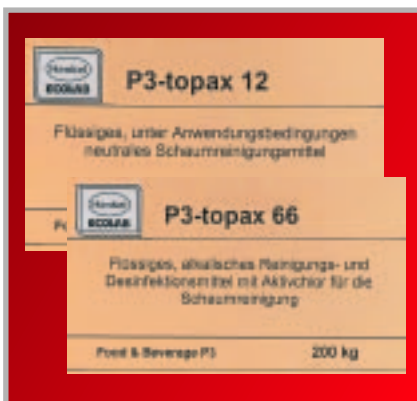 Henkel
ECOLAB
P3-topax 12
Flüssiges, unter Anwendungsbedingungen
neutrales Schaumreinigungsmittel
Henkel
ECOLAB
P3-topax 66
Flüssiges, alkalisches Reinigungs- und
Desinfektionsmittel mit Aktivchlor für die
Schaumreinigung
Food & Beverage P3 200 kg